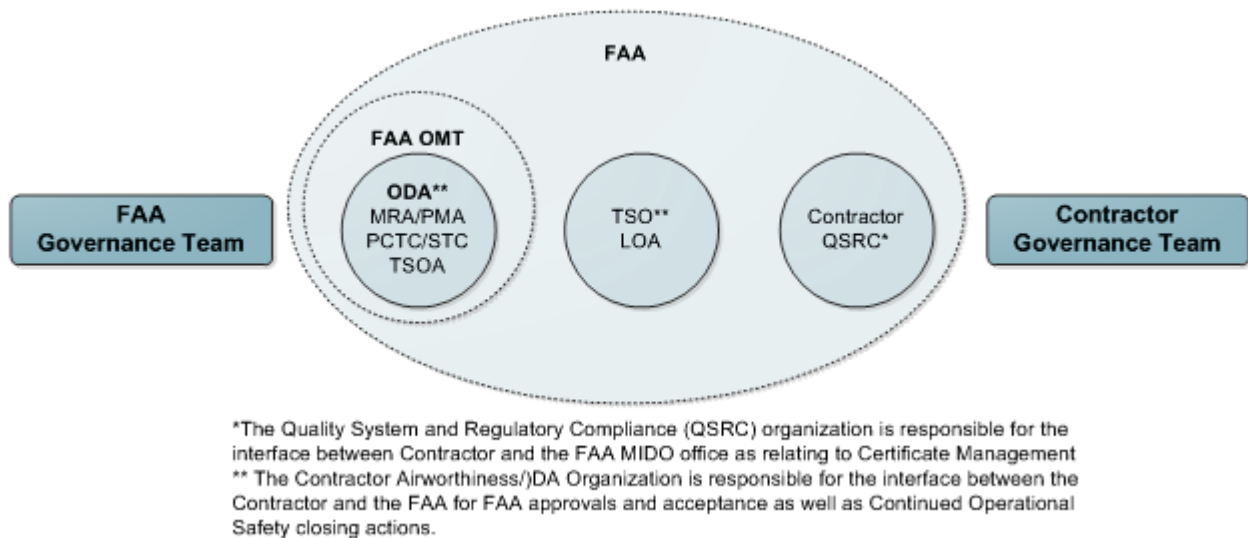 FAA
FAA OMT
FAA
Governance Team
ODA**
MRA/PMA
PCTC/STC
TSOA
TSO**
LOA
Contractor
QSRC*
Contractor
Governance Team
*The Quality System and Regulatory Compliance (QSRC) organization is responsible for the
interface between Contractor and the FAA MIDO office as relating to Certificate Management
** The Contractor Airworthiness/)DA Organization is responsible for the interface between the
Contractor and the FAA for FAA approvals and acceptance as well as Continued Operational
Safety closing actions.